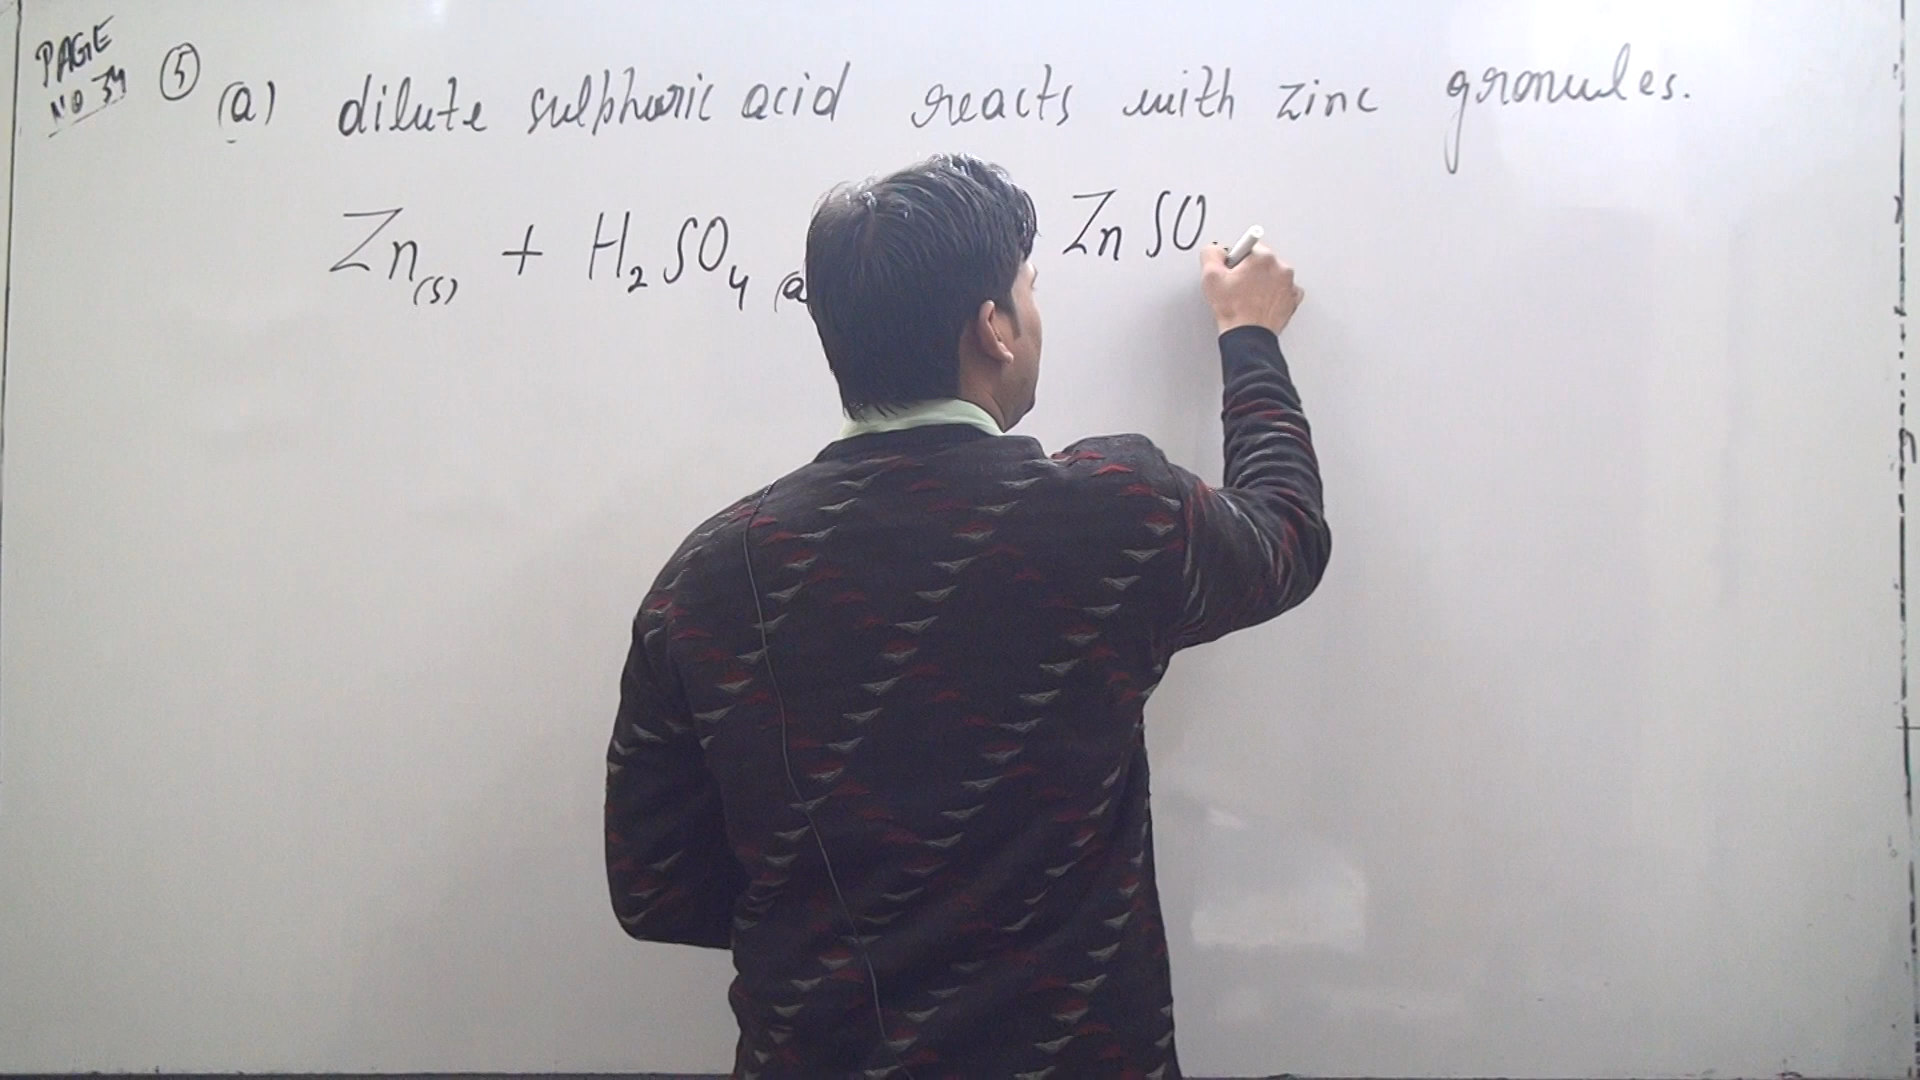 PAGE
NO 34
(5) (a) dilute sulphuric acid reacts with zinc granules.
Zn(s) + H2SO4 (a ZnSO